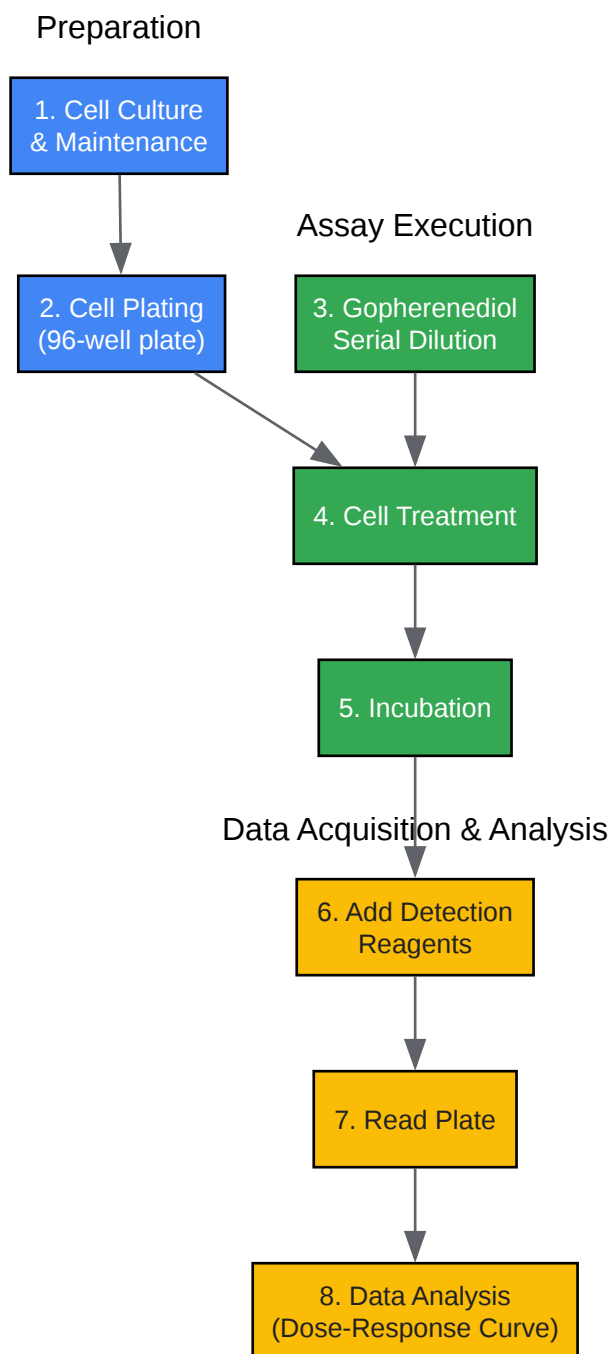 Preparation
1. Cell Culture
& Maintenance
Assay Execution
2. Cell Plating
(96-well plate)
3. Gopherenediol
Serial Dilution
4. Cell Treatment
5. Incubation
Data Acquisition & Analysis
6. Add Detection
Reagents
7. Read Plate
8. Data Analysis
(Dose-Response Curve)